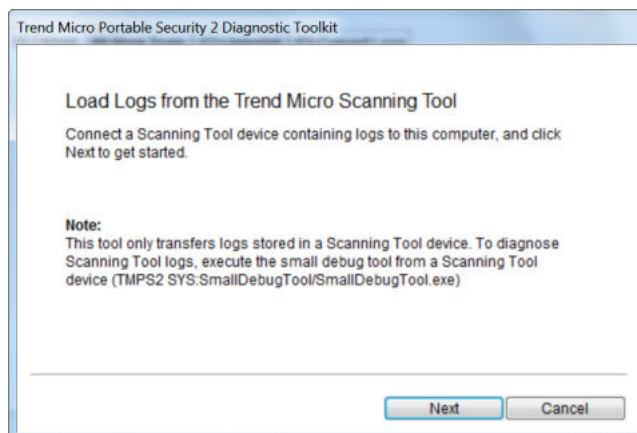 Trend Micro Portable Security 2 Diagnostic Toolkit
Load Logs from the Trend Micro Scanning Tool
Connect a Scanning Tool device containing logs to this computer, and click
Next to get started.
Note:
This tool only transfers logs stored in a Scanning Tool device. To diagnose
Scanning Tool logs, execute the small debug tool from a Scanning Tool
device (TMPS2 SYS:SmallDebugTool/SmallDebugTool.exe)
Next
Cancel